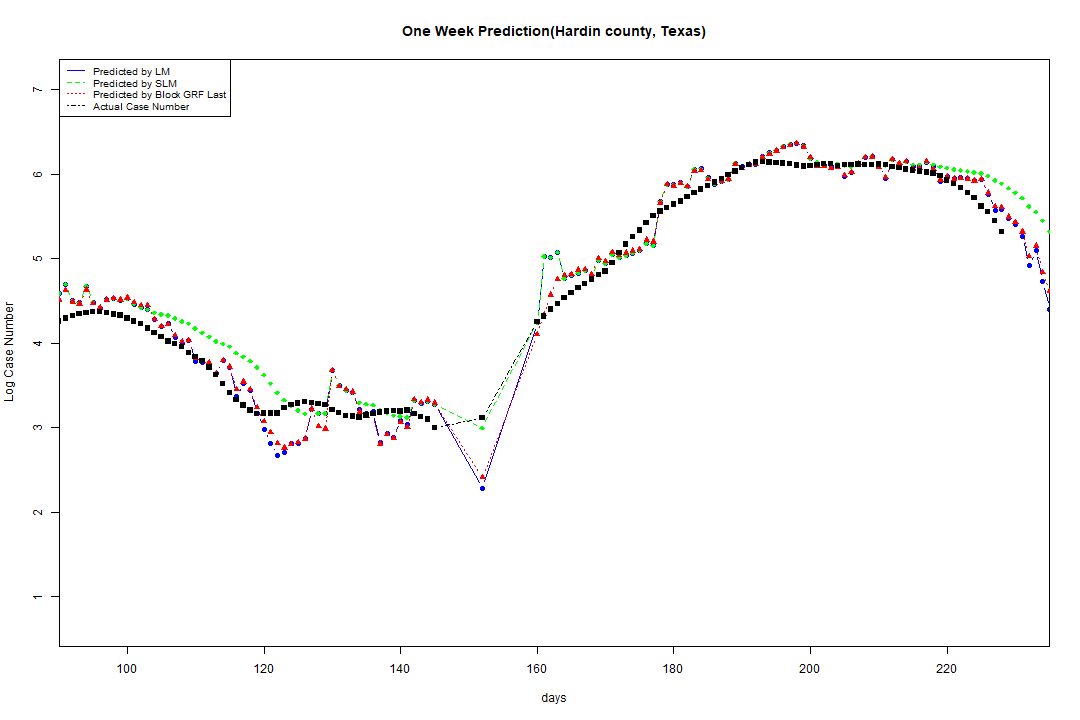 One Week Prediction(Hardin county, Texas)
Predicted by LM
Predicted by SLM
Predicted by Block GRF Last
Actual Case Number
7
6
5
4
3
2
1
Log Case Number
100 120 140 160 180 200 220
days